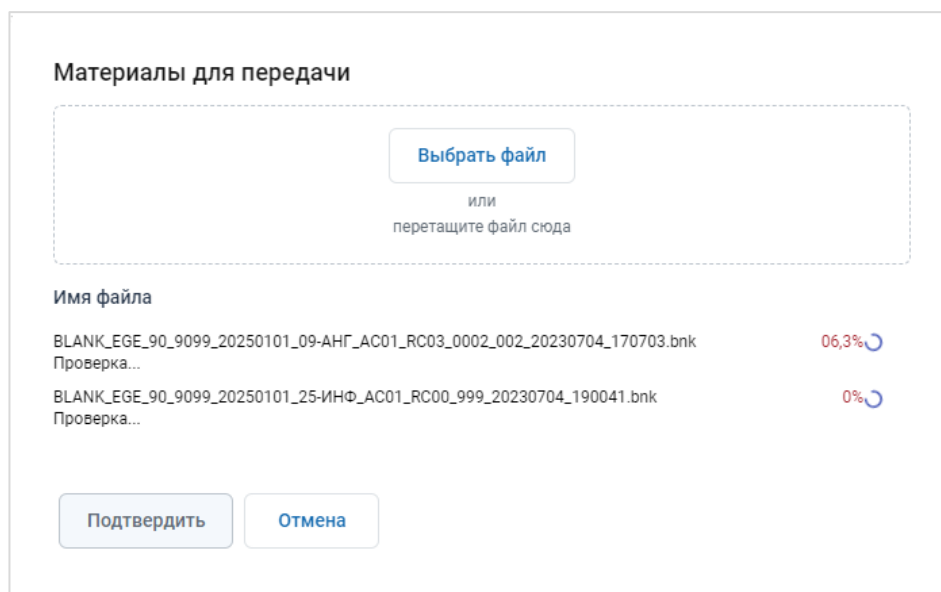 Материалы для передачи
Выбрать файл
или
перетащите файл сюда
Имя файла
BLANK_EGE_90_9099_20250101_09-АНГ_AC01_RC03_0002_002_20230704_170703.bnk 06,3%
Проверка...
BLANK_EGE_90_9099_20250101_25-ИНФ_AC01_RC00_999_20230704_190041.bnk 0%
Проверка...
Подтвердить Отмена